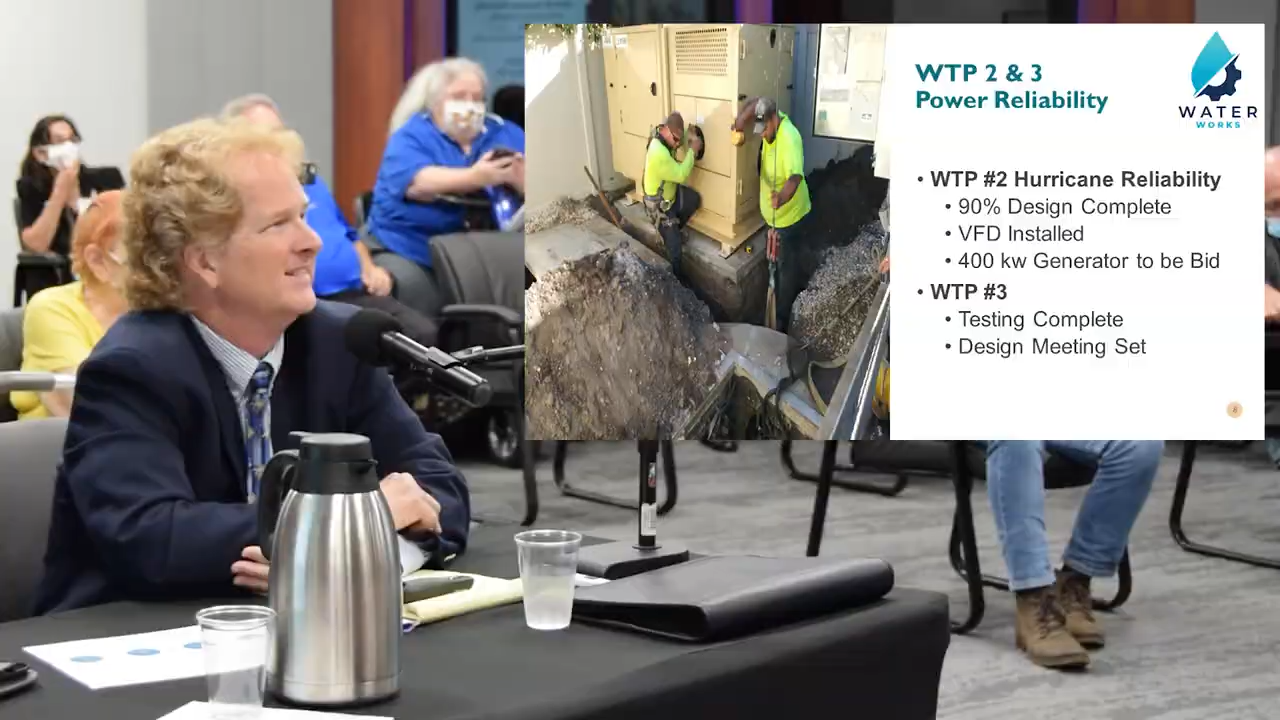 WTP 2 & 3
Power Reliability
WATER
WORKS
• WTP #2 Hurricane Reliability
• 90% Design Complete
• VFD Installed
• 400 kw Generator to be Bid
• WTP #3
• Testing Complete
• Design Meeting Set